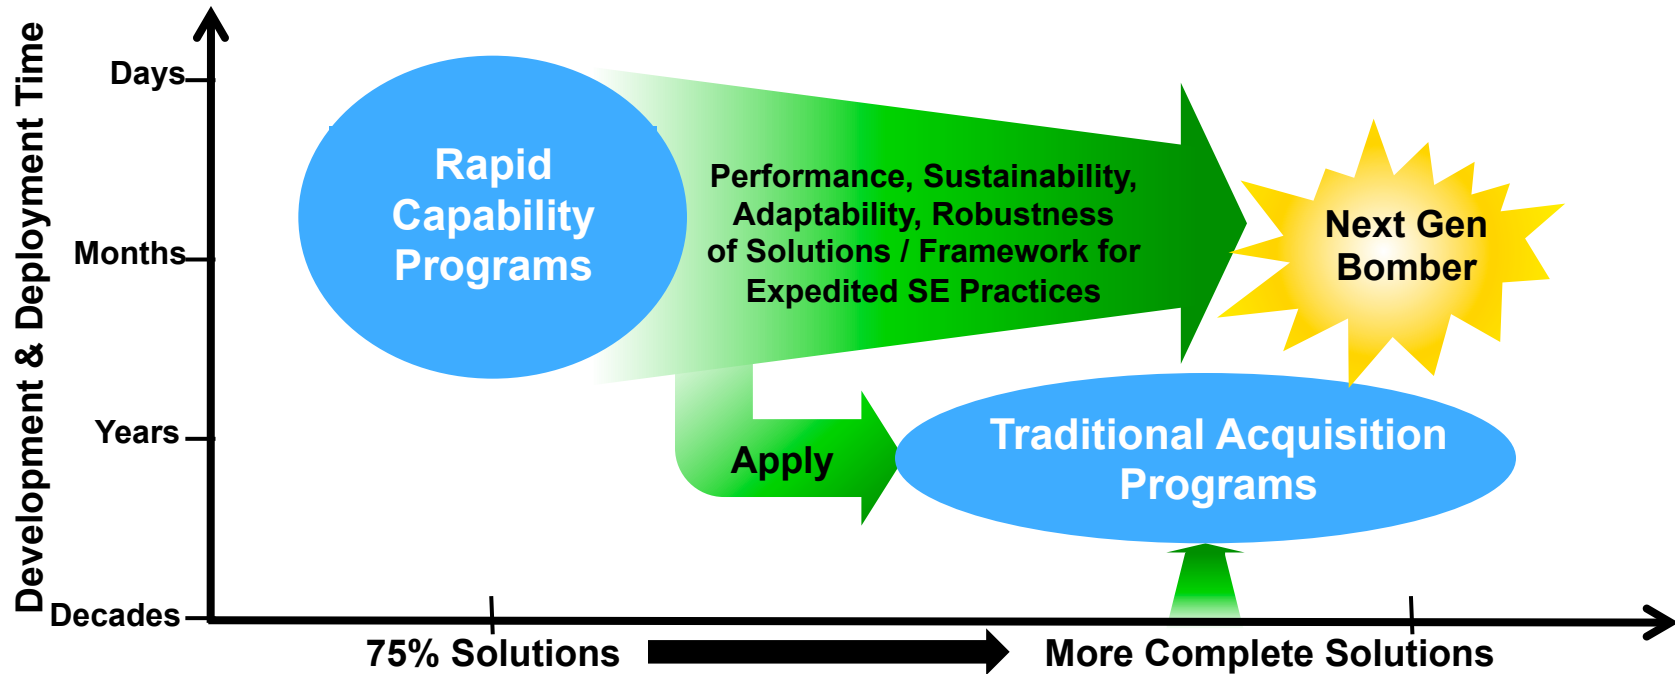 Development & Deployment Time
Days
Months
Years
Decades
Rapid
Capability
Programs
Performance, Sustainability,
Adaptability, Robustness
of Solutions / Framework for
Expedited SE Practices
Next Gen
Bomber
Apply
Traditional Acquisition
Programs
75% Solutions
More Complete Solutions